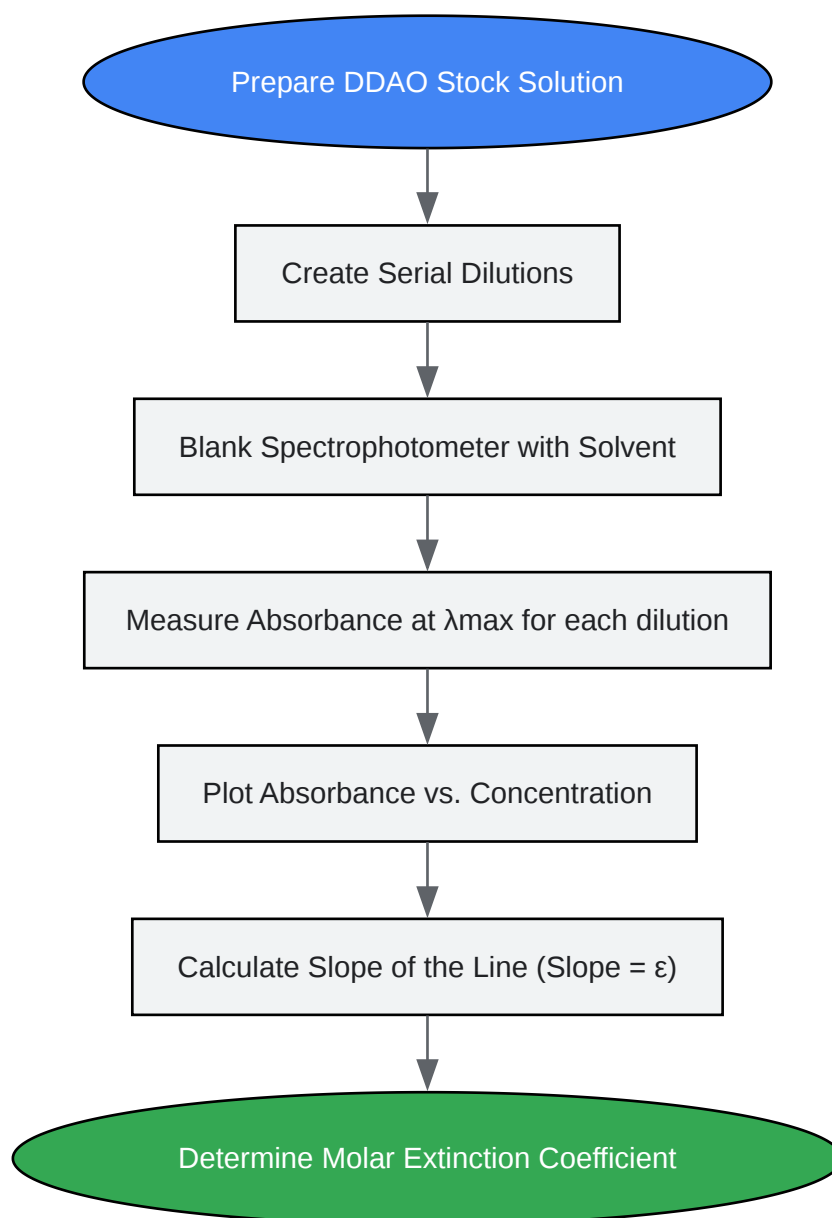 Prepare DDAO Stock Solution
Create Serial Dilutions
Blank Spectrophotometer with Solvent
Measure Absorbance at λmax for each dilution
Plot Absorbance vs. Concentration
Calculate Slope of the Line (Slope = ε)
Determine Molar Extinction Coefficient